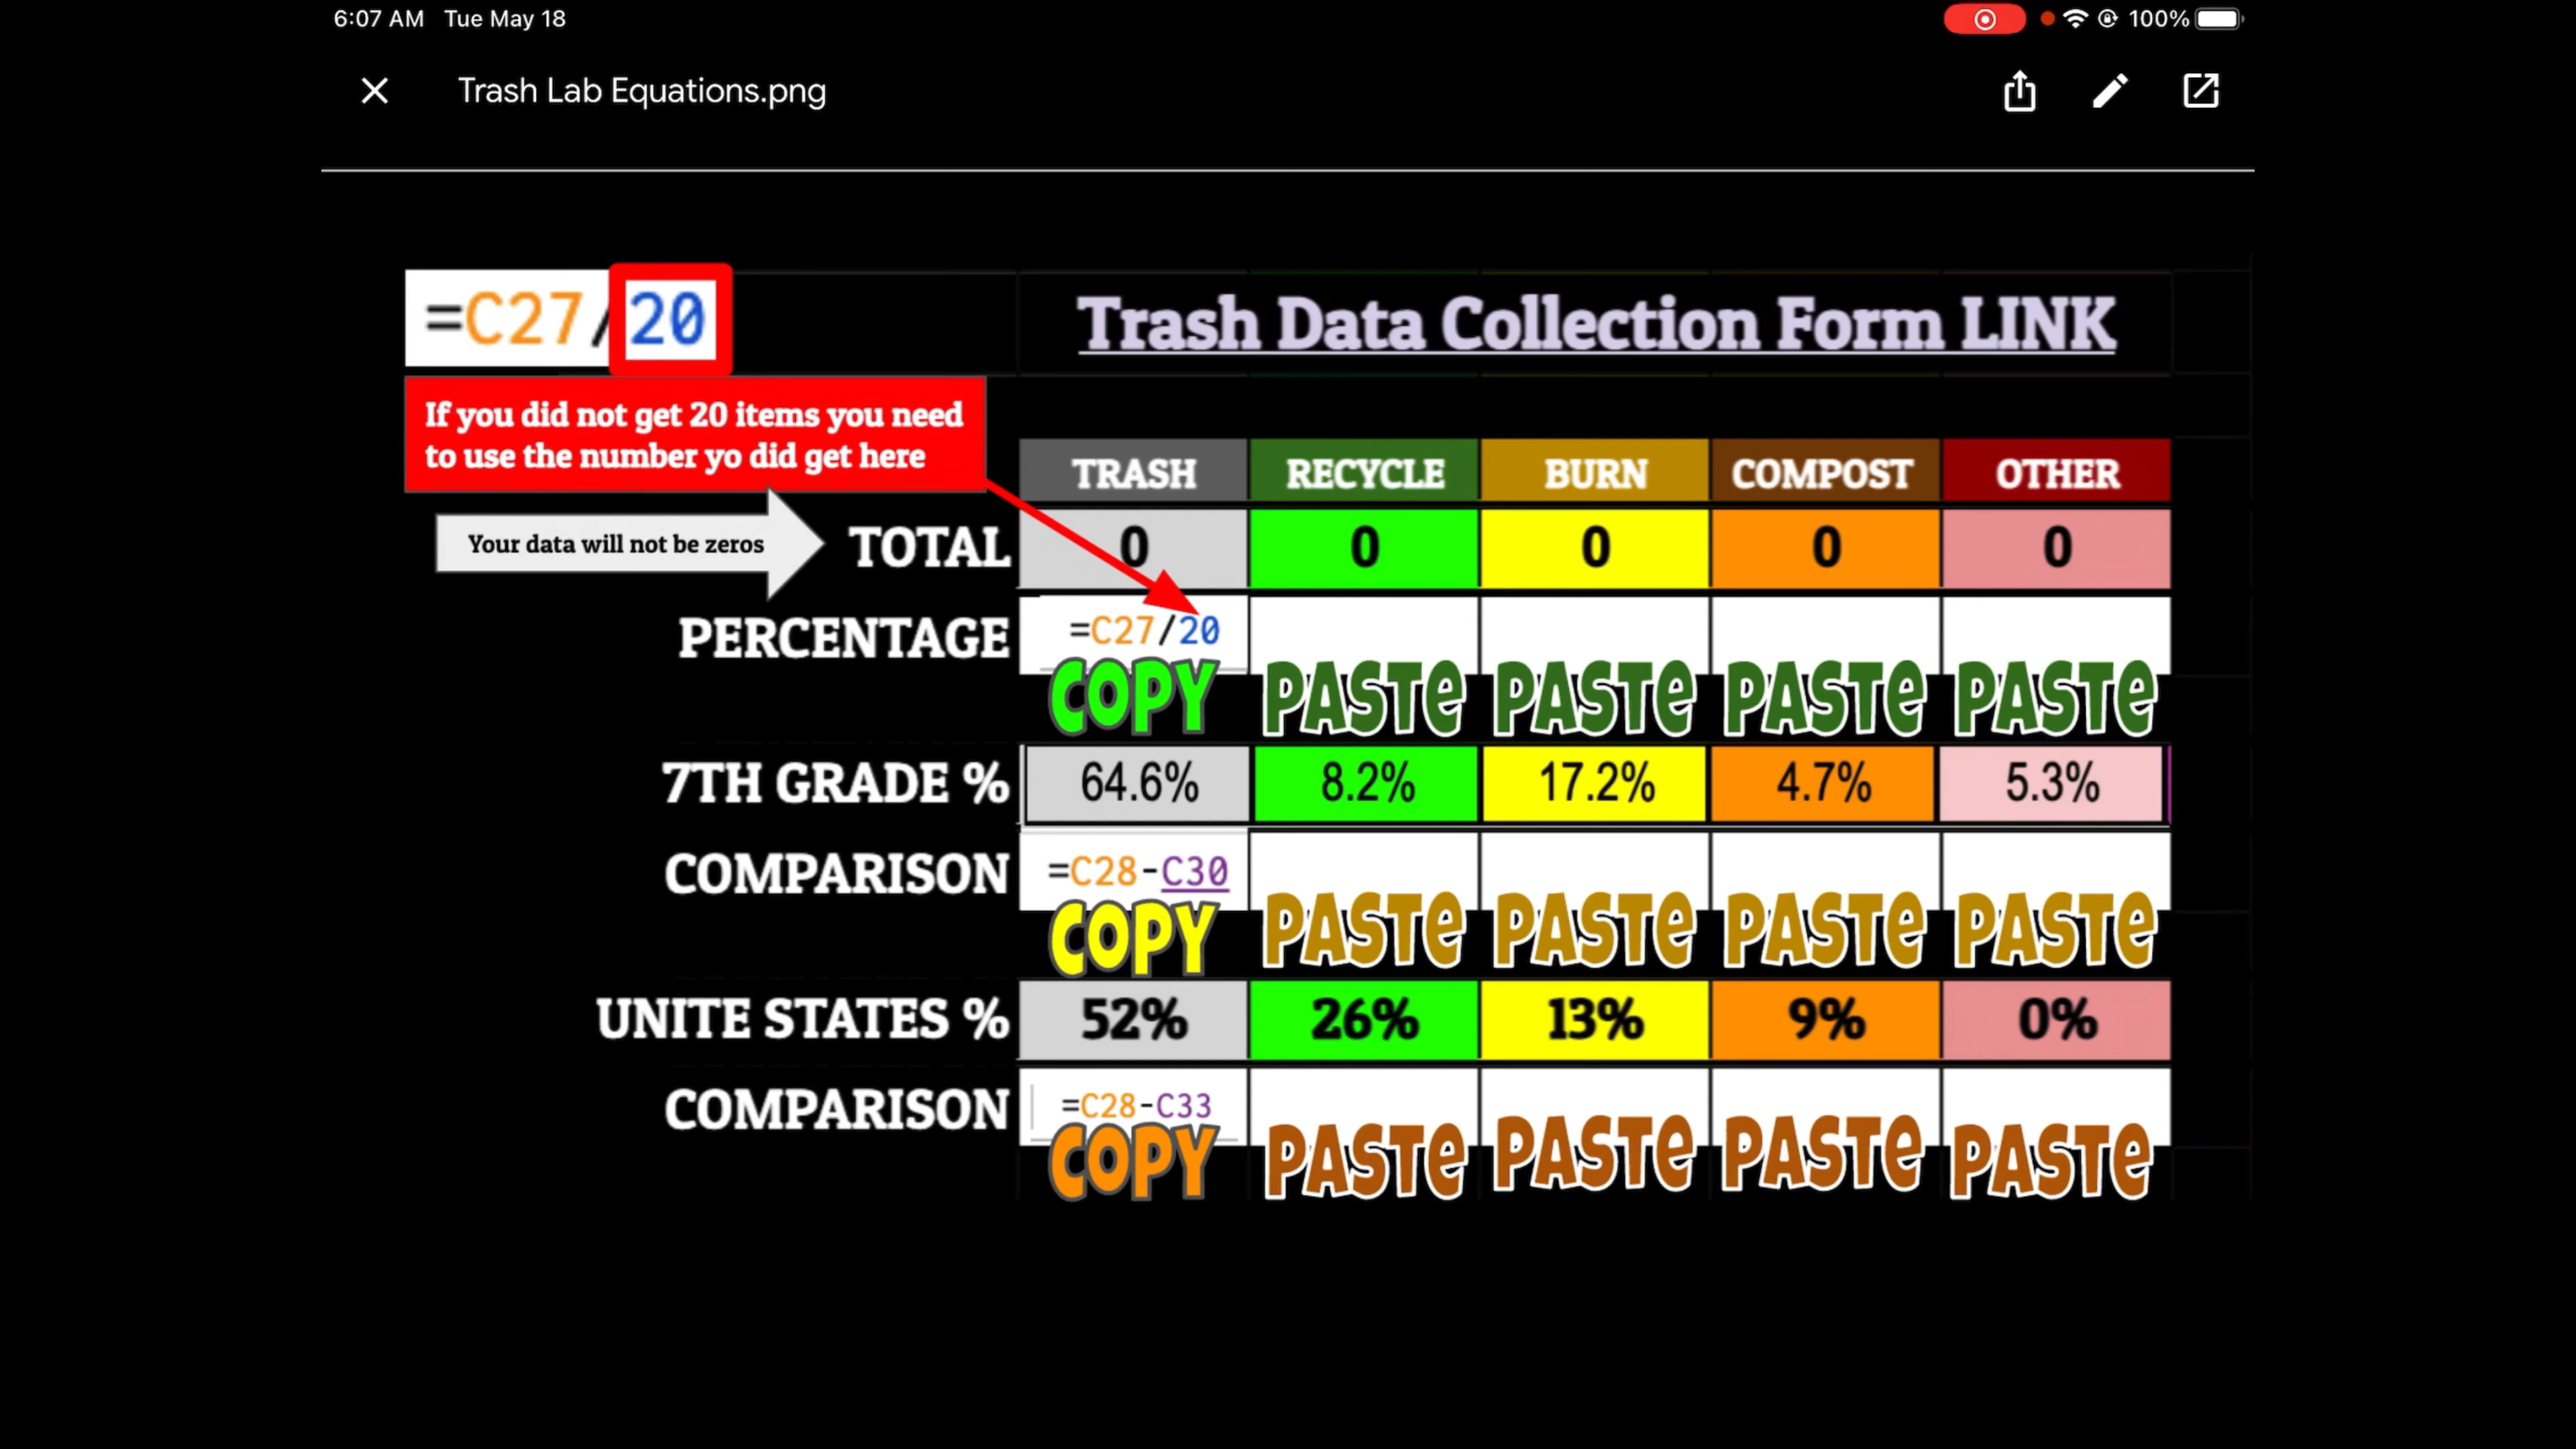 6:07 AM Tue May 18
100%
Trash Lab Equations.png
=C27/20
Trash Data Collection Form LINK
If you did not get 20 items you need
to use the number yo did get here
TRASH RECYCLE BURN COMPOST OTHER
Your data will not be zeros
TOTAL 0 0 0 0 0
PERCENTAGE =C27/20
COPY PASTe PASTe PASTe PASTe
7TH GRADE % 64.6% 8.2% 17.2% 4.7% 5.3%
COMPARISON =C28-C30
COPY PASTe PASTe PASTe PASTe
UNITE STATES % 52% 26% 13% 9% 0%
COMPARISON =C28-C33
COPY PASTe PASTe PASTe PASTe